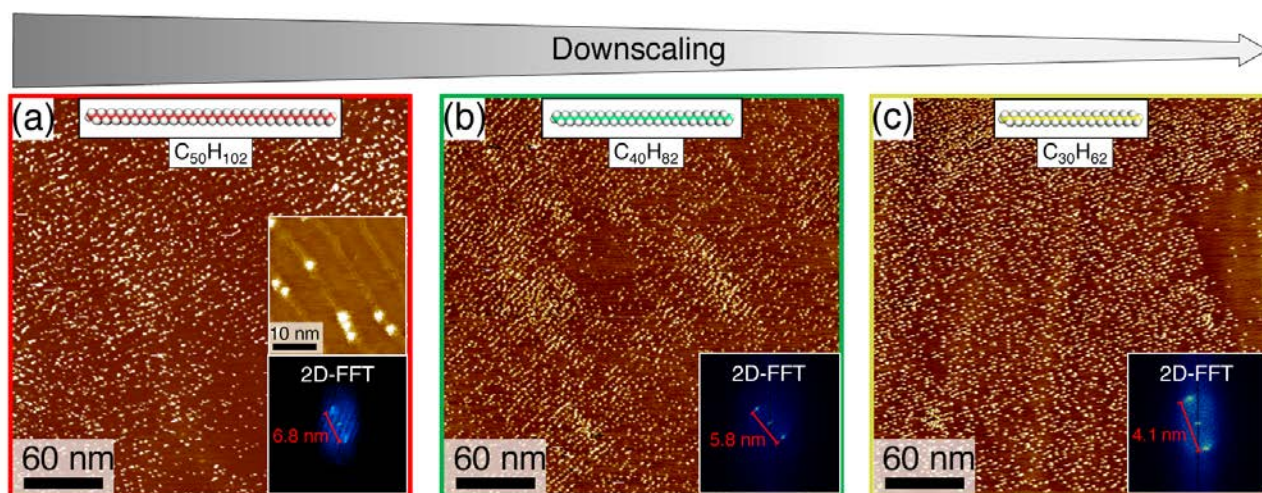 Downscaling
(a)
C₅₀H₁₀₂
10 nm
2D-FFT
6.8 nm
60 nm
(b)
C₄₀H₈₂
2D-FFT
5.8 nm
60 nm
(c)
C₃₀H₆₂
2D-FFT
4.1 nm
60 nm